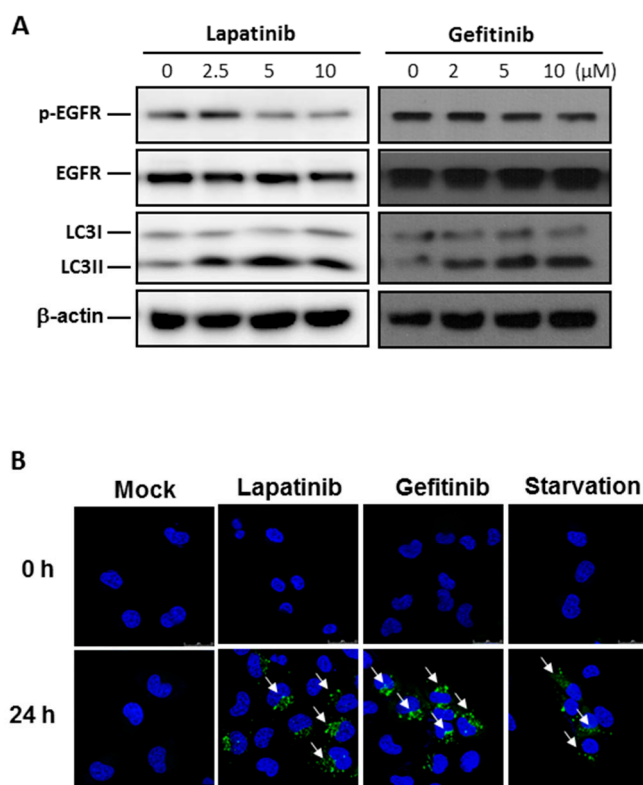 A
Lapatinib Gefitinib
0 2.5 5 10 0 2 5 10 (μM)
p-EGFR
EGFR
LC3I
LC3II
β-actin
B
Mock Lapatinib Gefitinib Starvation
0 h
24 h